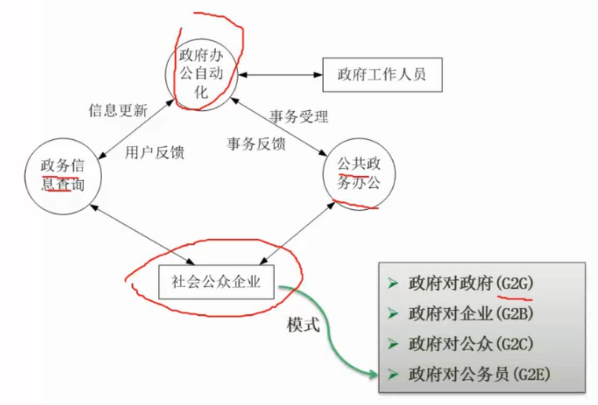 政府办
公自动
化
政府工作人员
信息更新
事务受理
用户反馈
事务反馈
政务信
息查询
公共政
务办公
社会公众企业
模式
政府对政府(G2G)
政府对企业(G2B)
政府对公众(G2C)
政府对公务员(G2E)